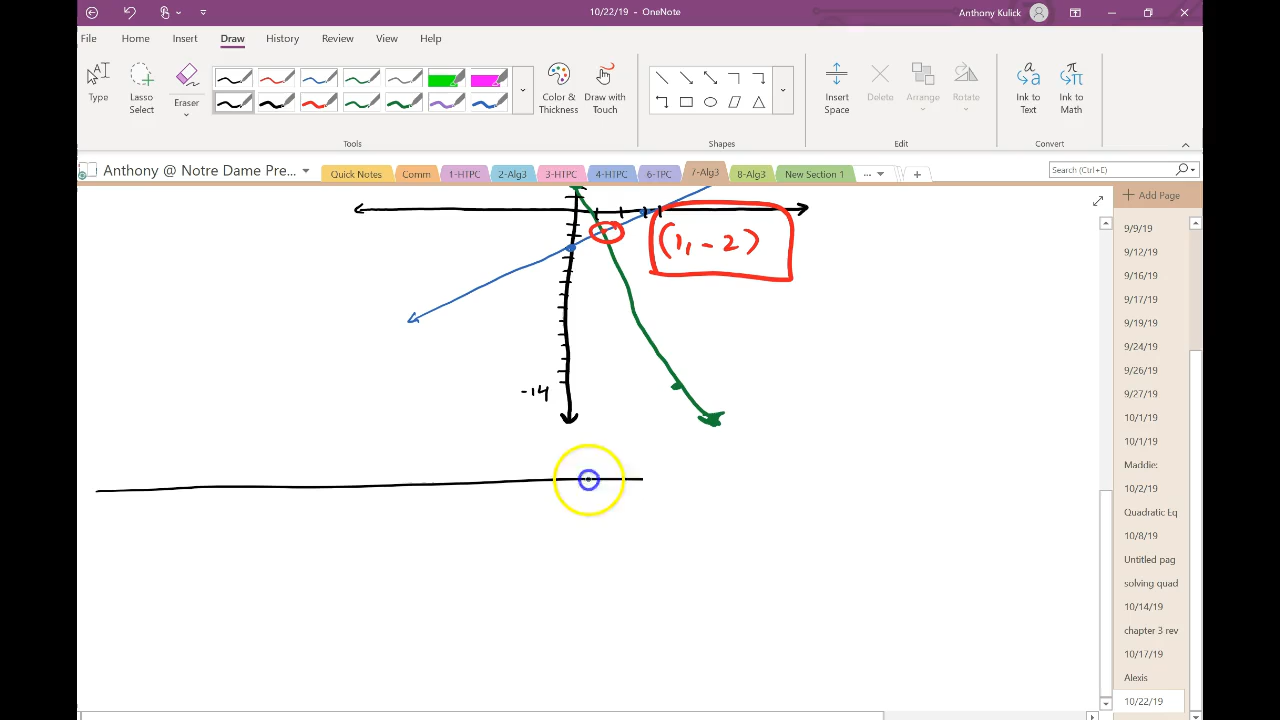 10/22/19 - OneNote
Anthony Kulick
File Home Insert Draw History Review View Help
Type
Lasso Select
Eraser
Color & Thickness
Draw with Touch
Insert Space
Delete
Arrange
Rotate
Ink to Text
Ink to Math
Tools
Shapes
Edit
Convert
Anthony @ Notre Dame Pre...
Quick Notes Comm 1-HTPC 2-Alg3 3-HTPC 4-HTPC 6-TPC 7-Alg3 8-Alg3 New Section 1 ...
Search (Ctrl+E)
Add Page
9/9/19
9/12/19
9/16/19
9/17/19
9/19/19
9/24/19
9/26/19
9/27/19
10/1/19
10/1/19
Maddie:
10/2/19
Quadratic Eq
10/8/19
Untitled pag
solving quad
10/14/19
chapter 3 rev
10/17/19
Alexis
10/22/19
(1, -2)
-14